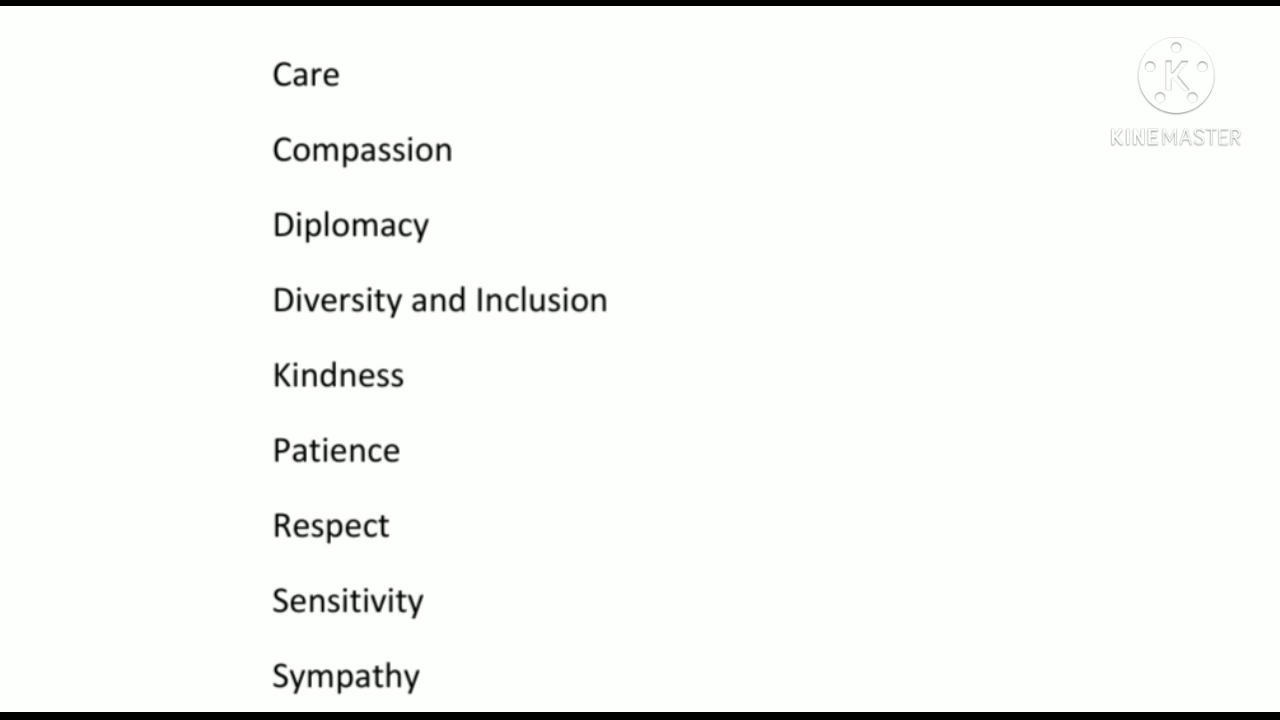 Care
KINEMASTER
Compassion
Diplomacy
Diversity and Inclusion
Kindness
Patience
Respect
Sensitivity
Sympathy